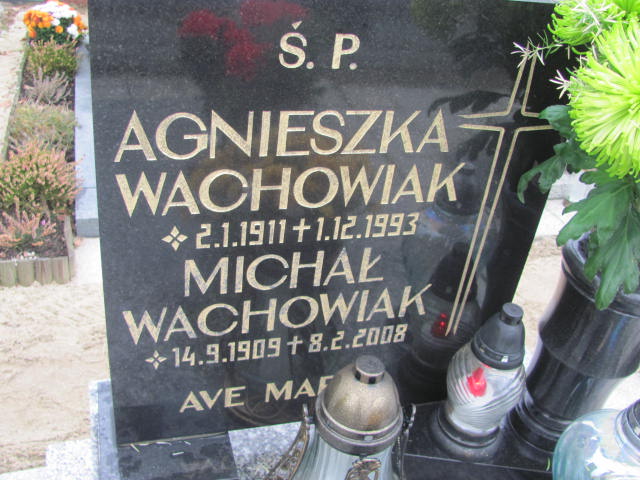 Ś. P.
AGNIESZKA
WACHOWIAK
2.1.1911 + 1.12.1993
MICHAŁ
WACHOWIAK
14.9.1909 + 8.2.2008
AVE